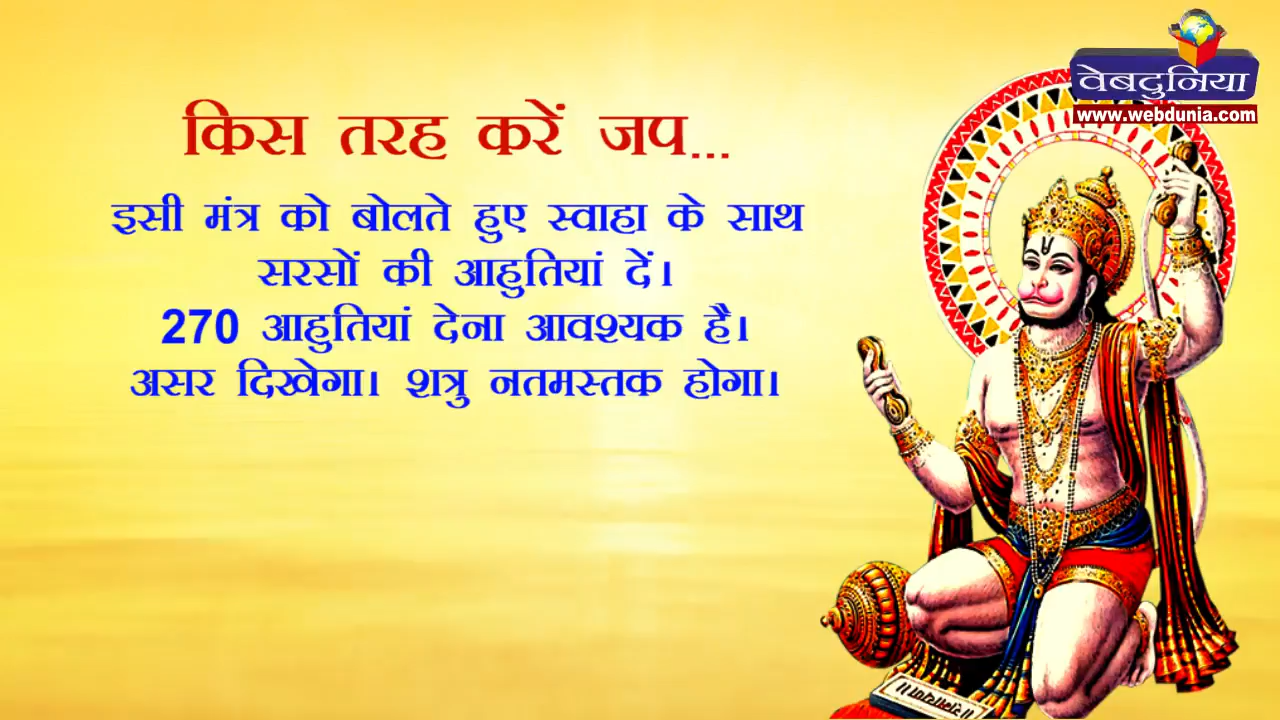 वेबदुनिया
www.webdunia.com
किस तरह करें जप...
इसी मंत्र को बोलते हुए स्वाहा के साथ
सरसों की आहुतियां दें।
270 आहुतियां देना आवश्यक है।
असर दिखेगा। शत्रु नतमस्तक होगा।